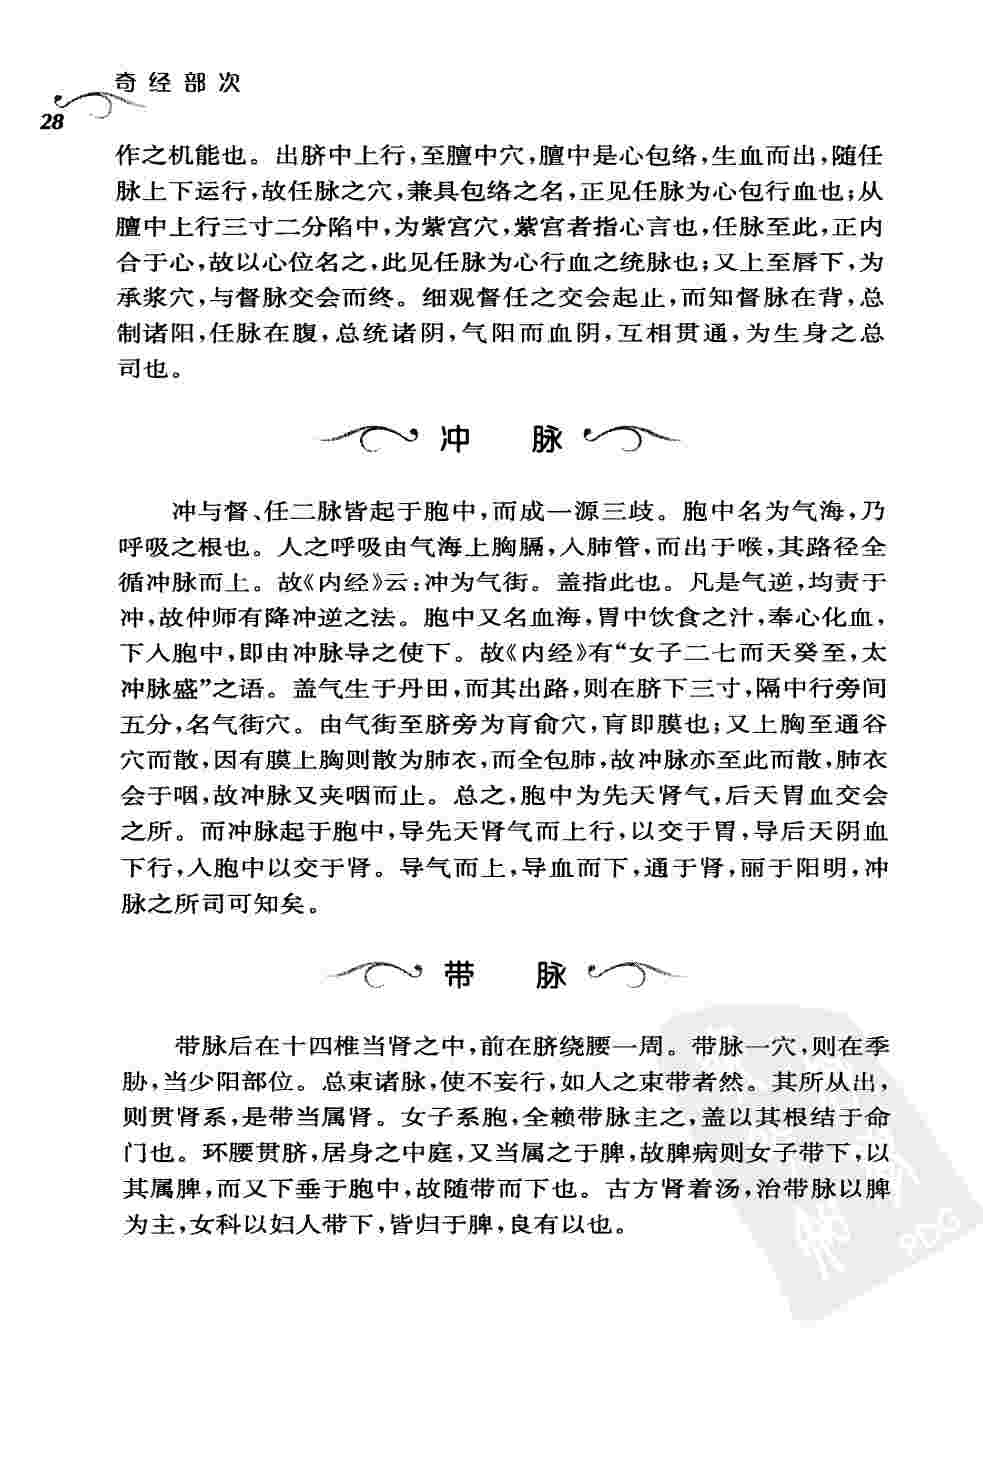 奇经部次
28
作之机能也。出脐中上行，至膻中穴，膻中是心包络，生血而出，随任
脉上下运行，故任脉之穴，兼具包络之名，正见任脉为心包行血也；从
膻中上行三寸二分陷中，为紫宫穴，紫宫者指心言也，任脉至此，正内
合于心，故以心位名之，此见任脉为心行血之统脉也；又上至唇下，为
承浆穴，与督脉交会而终。细观督任之交会起止，而知督脉在背，总
制诸阳，任脉在腹，总统诸阴，气阳而血阴，互相贯通，为生身之总
司也。
冲 脉
冲与督、任二脉皆起于胞中，而成一源三歧。胞中名为气海，乃
呼吸之根也。人之呼吸由气海上胸膈，入肺管，而出于喉，其路径全
循冲脉而上。故《内经》云：冲为气街。盖指此也。凡是气逆，均责于
冲，故仲师有降冲逆之法。胞中又名血海，胃中饮食之汁，奉心化血，
下入胞中，即由冲脉导之使下。故《内经》有“女子二七而天癸至，太
冲脉盛”之语。盖气生于丹田，而其出路，则在脐下三寸，隔中行旁间
五分，名气街穴。由气街至脐旁为肓俞穴，肓即膜也；又上胸至通谷
穴而散，因有膜上胸则散为肺衣，而全包肺，故冲脉亦至此而散，肺衣
会于咽，故冲脉又夹咽而止。总之，胞中为先天肾气，后天胃血交会
之所。而冲脉起于胞中，导先天肾气而上行，以交于胃，导后天阴血
下行，入胞中以交于肾。导气而上，导血而下，通于肾，丽于阳明，冲
脉之所司可知矣。
带 脉
带脉后在十四椎当肾之中，前在脐绕腰一周。带脉一穴，则在季
胁，当少阳部位。总束诸脉，使不妄行，如人之束带者然。其所从出，
则贯肾系，是带当属肾。女子系胞，全赖带脉主之，盖以其根结于命
门也。环腰贯脐，居身之中庭，又当属之于脾，故脾病则女子带下，以
其属脾，而又下垂于胞中，故随带而下也。古方肾着汤，治带脉以脾
为主，女科以妇人带下，皆归于脾，良有以也。
PDG